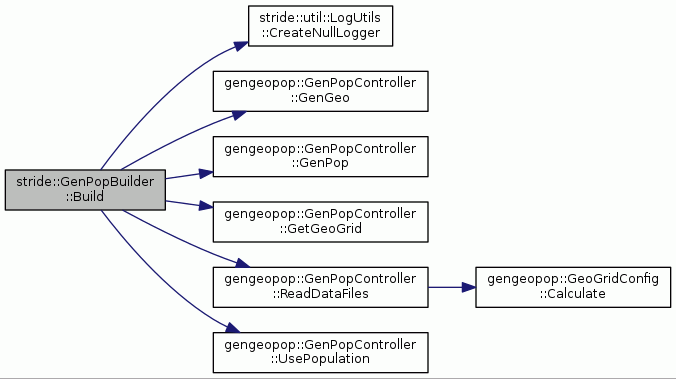 stride::util::LogUtils
::CreateNullLogger
gengeopop::GenPopController
::GenGeo
gengeopop::GenPopController
::GenPop
stride::GenPopBuilder
::Build
gengeopop::GenPopController
::GetGeoGrid
gengeopop::GenPopController
::ReadDataFiles
gengeopop::GeoGridConfig
::Calculate
gengeopop::GenPopController
::UsePopulation